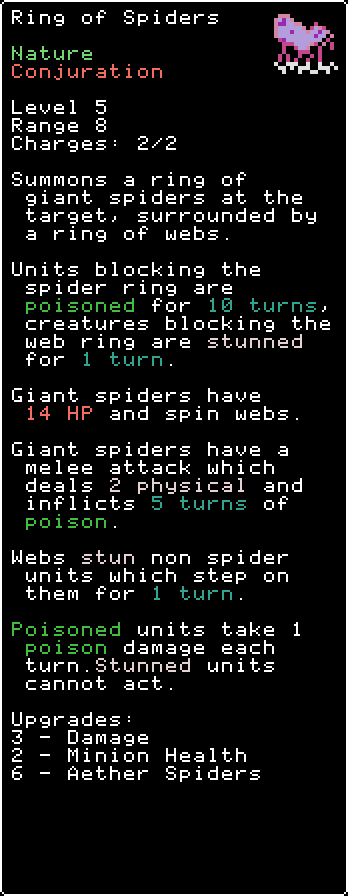 Ring of Spiders
Nature
Conjuration
Level 5
Range 8
Charges: 2/2
Summons a ring of
giant spiders at the
target, surrounded by
a ring of webs.
Units blocking the
spider ring are
poisoned for 10 turns,
creatures blocking the
web ring are stunned
for 1 turn.
Giant spiders have
14 HP and spin webs.
Giant spiders have a
melee attack which
deals 2 physical and
inflicts 5 turns of
poison.
Webs stun non spider
units which step on
them for 1 turn.
Poisoned units take 1
poison damage each
turn.Stunned units
cannot act.
Upgrades:
3 - Damage
2 - Minion Health
6 - Aether Spiders